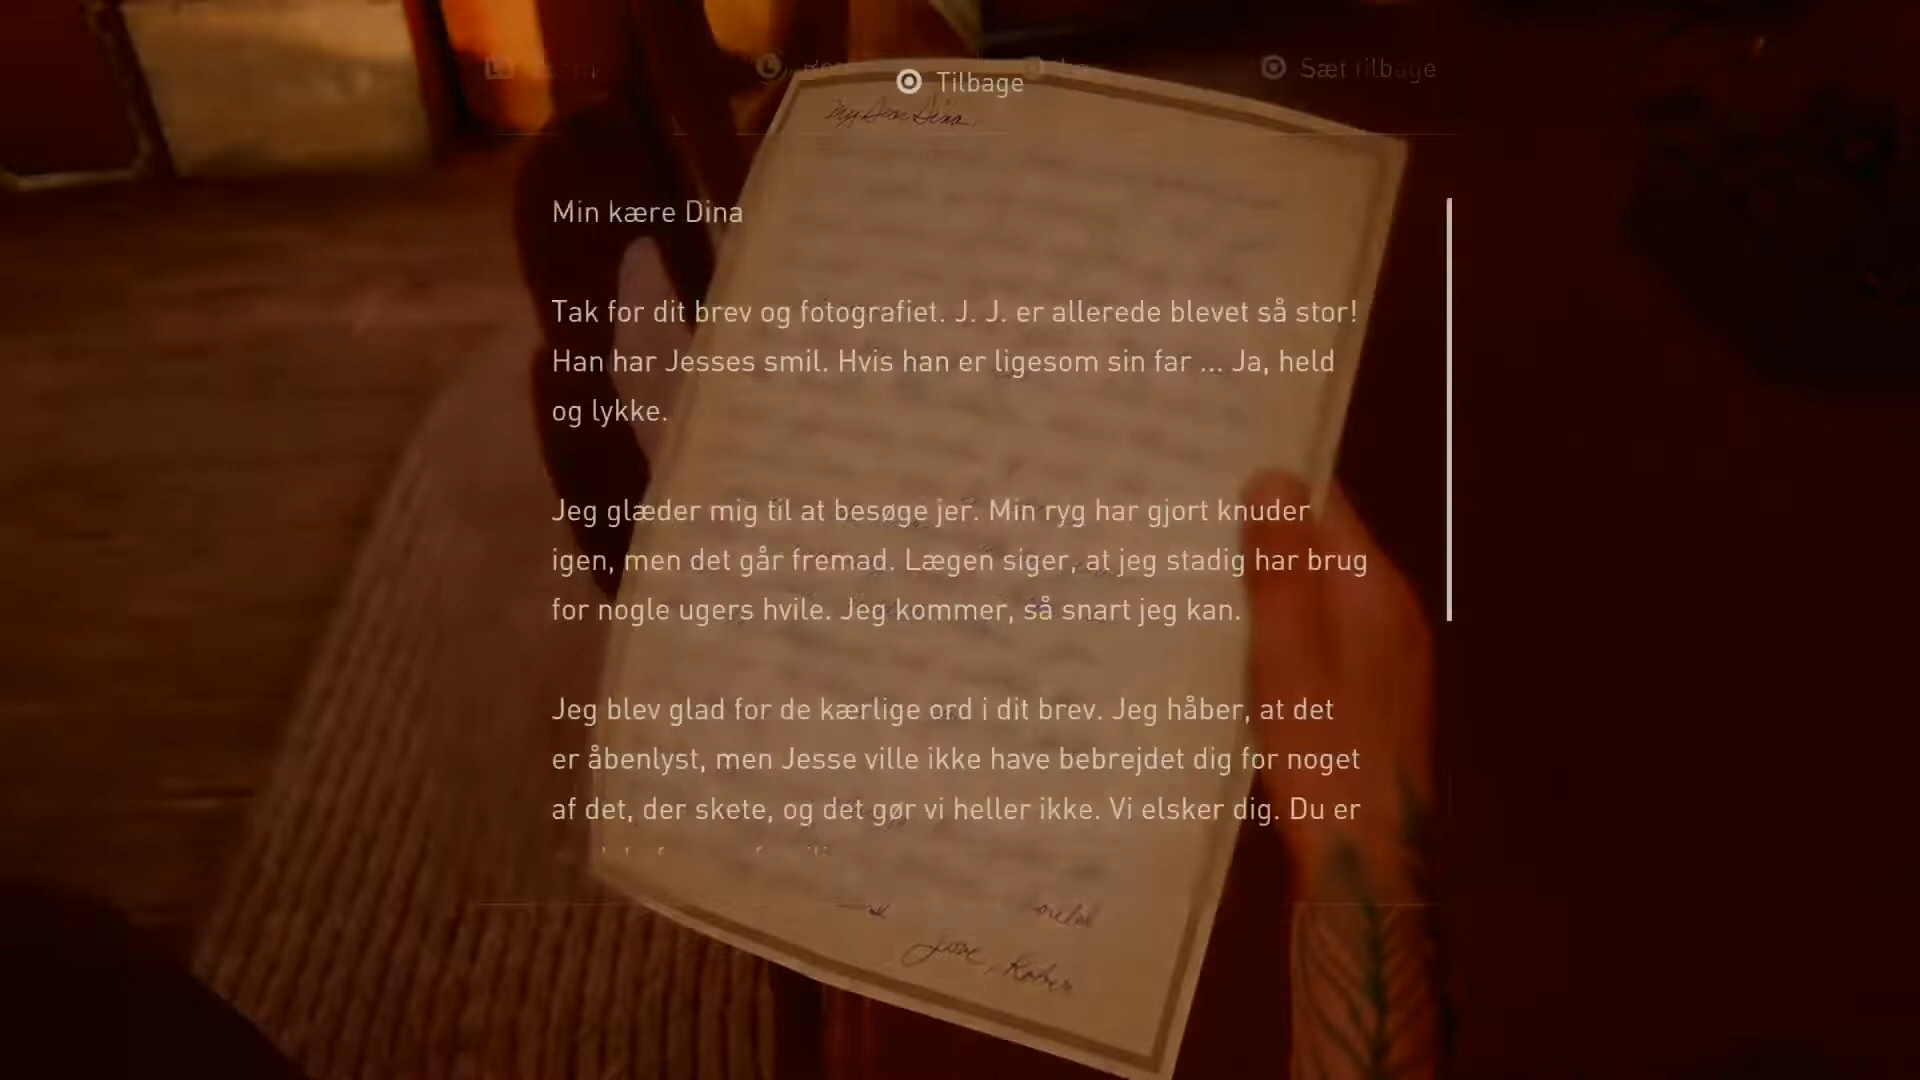 Tilbage
Sæt tilbage
My Dear Dina,
Min kære Dina
Tak for dit brev og fotografiet. J. J. er allerede blevet så stor!
Han har Jesses smil. Hvis han er ligesom sin far ... Ja, held
og lykke.
Jeg glæder mig til at besøge jer. Min ryg har gjort knuder
igen, men det går fremad. Lægen siger, at jeg stadig har brug
for nogle ugers hvile. Jeg kommer, så snart jeg kan.
Jeg blev glad for de kærlige ord i dit brev. Jeg håber, at det
er åbenlyst, men Jesse ville ikke have bebrejdet dig for noget
af det, der skete, og det gør vi heller ikke. Vi elsker dig. Du er
Love, Robin